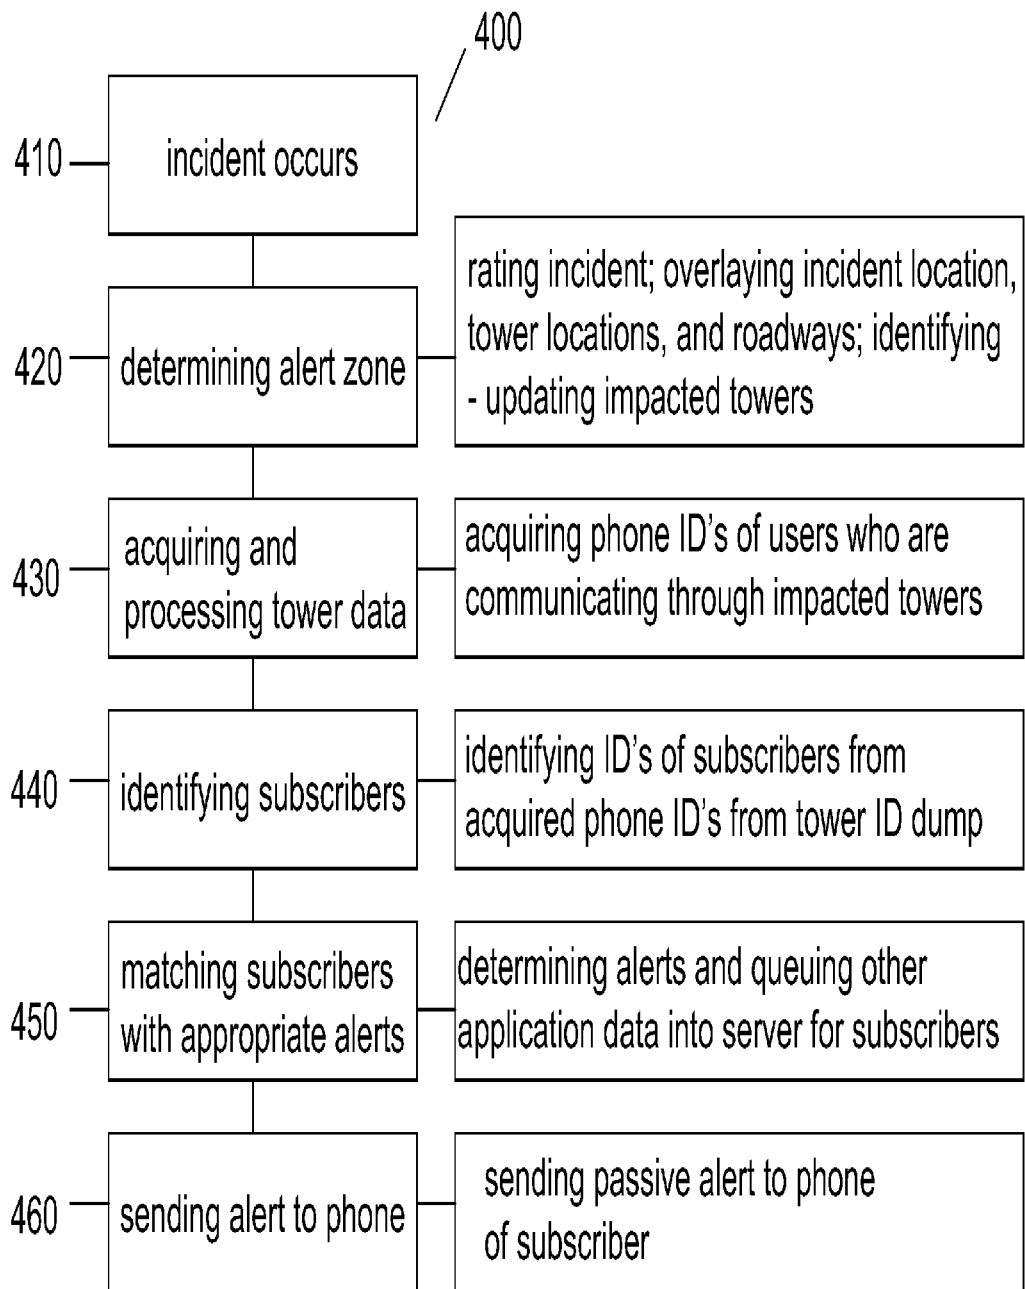 400
410
incident occurs
420
determining alert zone
rating incident; overlaying incident location,
tower locations, and roadways; identifying
- updating impacted towers
430
acquiring and
processing tower data
acquiring phone ID's of users who are
communicating through impacted towers
440
identifying subscribers
identifying ID's of subscribers from
acquired phone ID's from tower ID dump
450
matching subscribers
with appropriate alerts
determining alerts and queuing other
application data into server for subscribers
460
sending alert to phone
sending passive alert to phone
of subscriber